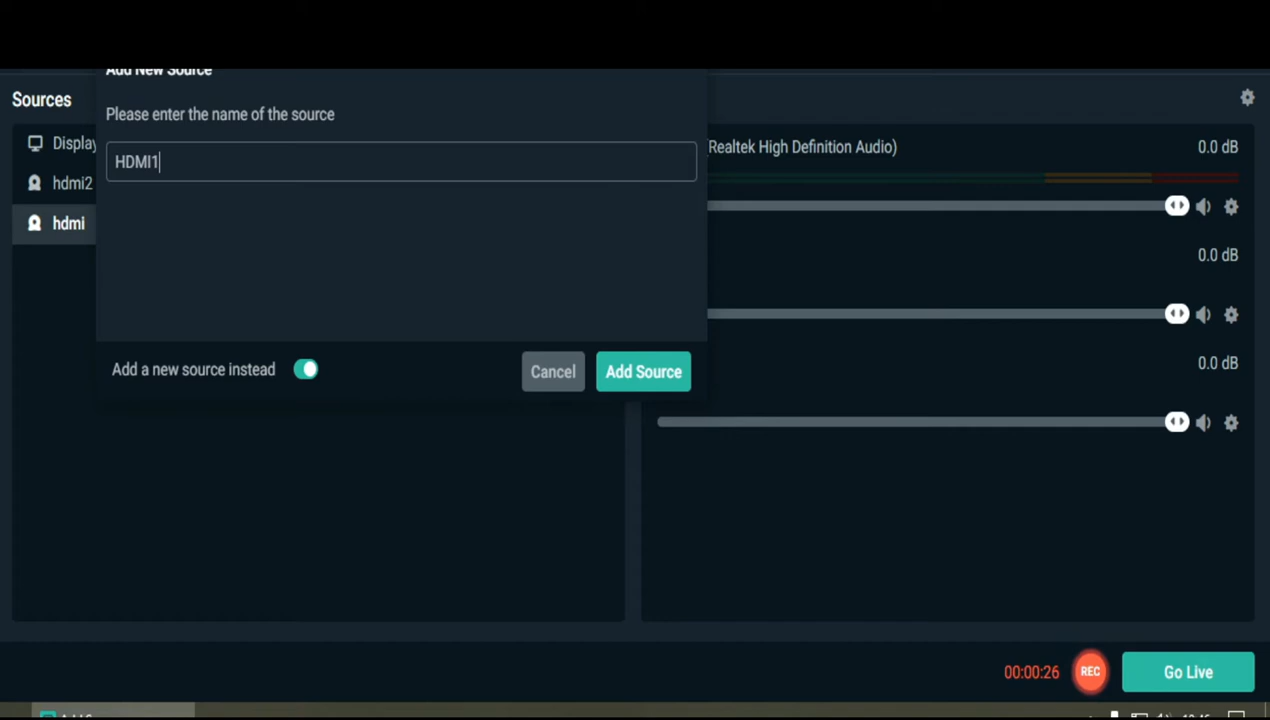 Add New Source
Sources
Please enter the name of the source
HDMI1
Display
hdmi2
hdmi
(Realtek High Definition Audio)
0.0 dB
0.0 dB
0.0 dB
Add a new source instead
Cancel
Add Source
00:00:26
REC
Go Live